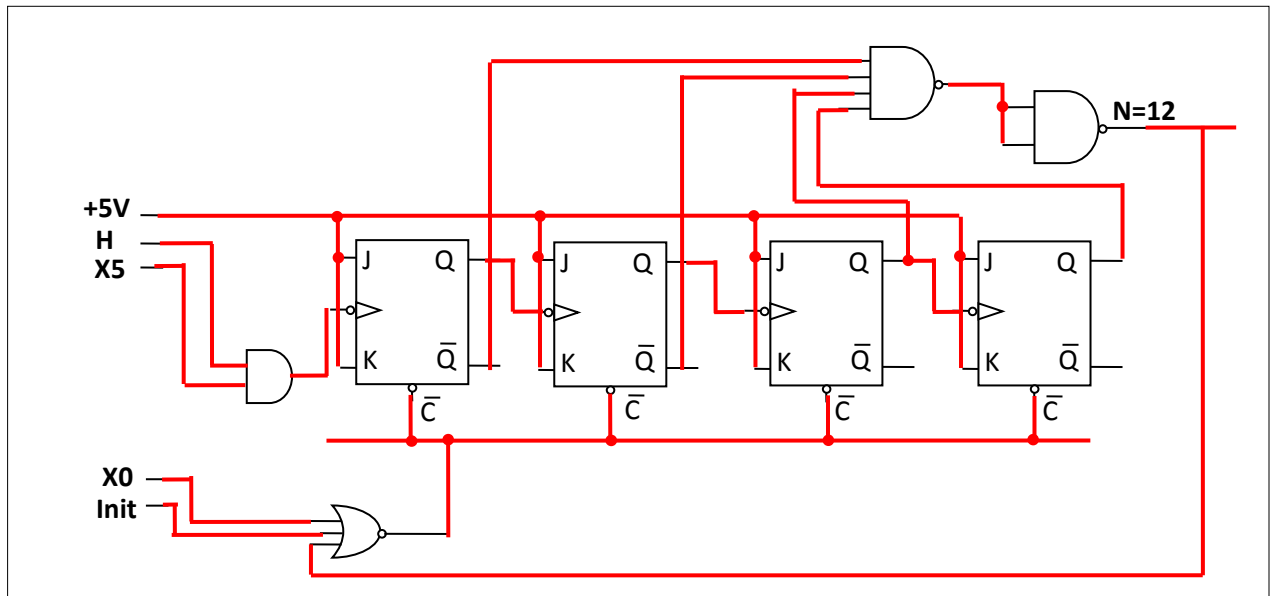 N=12
+5V
H
X5
J Q J Q J Q J Q
K Q̅ K Q̅ K Q̅ K Q̅
C̅ C̅ C̅ C̅
X0
Init